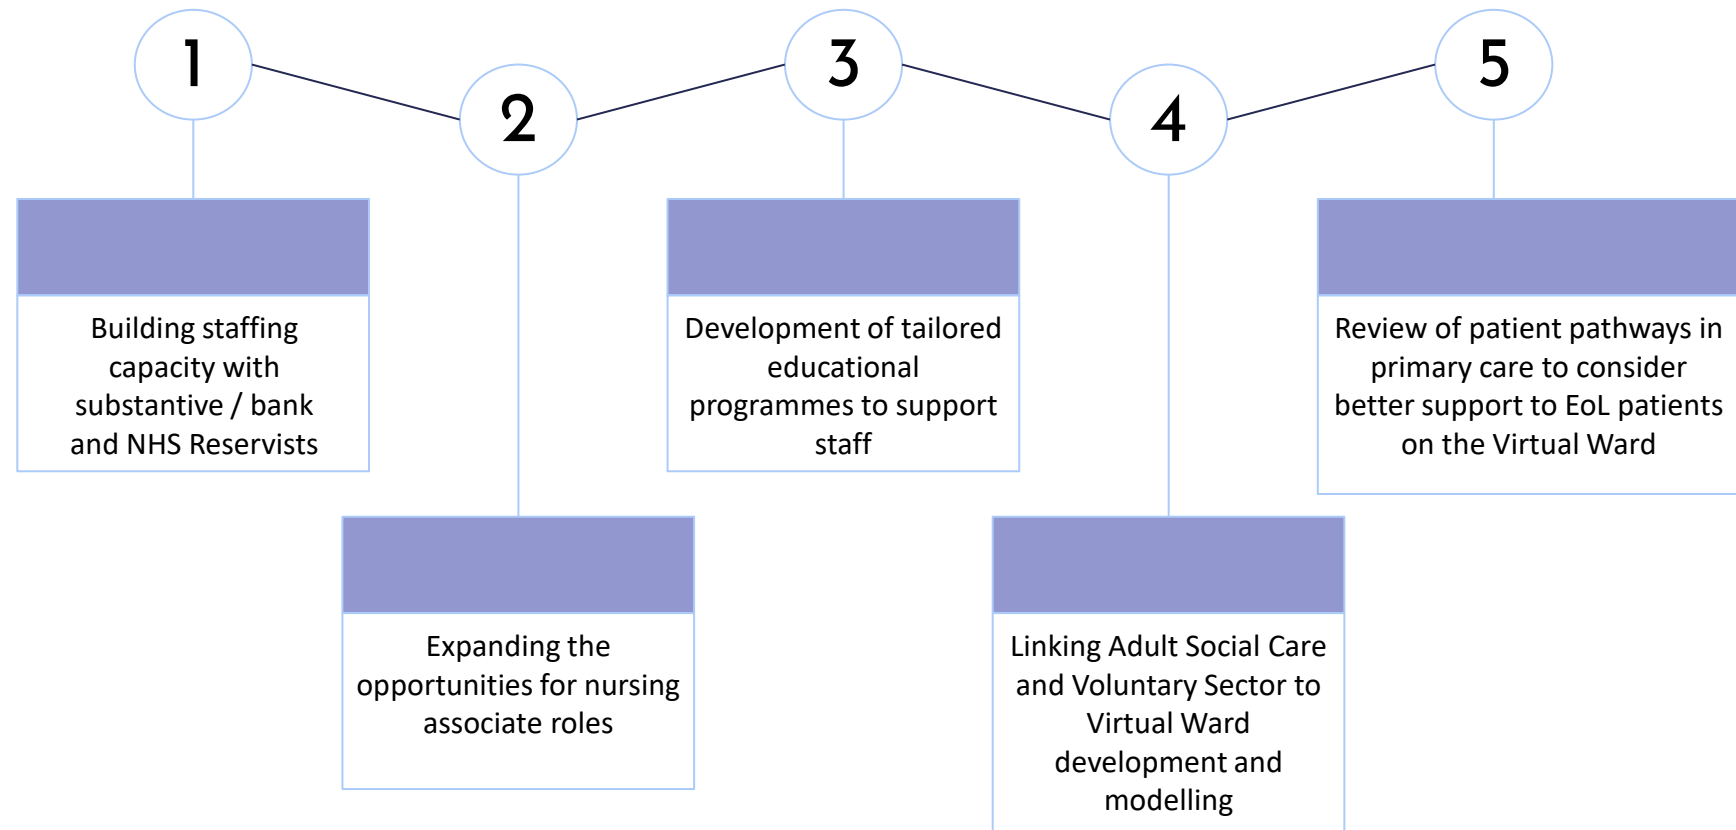 1
2
3
4
5
Building staffing
capacity with
substantive / bank
and NHS Reservists
Expanding the
opportunities for nursing
associate roles
Development of tailored
educational
programmes to support
staff
Linking Adult Social Care
and Voluntary Sector to
Virtual Ward
development and
modelling
Review of patient pathways in
primary care to consider
better support to EoL patients
on the Virtual Ward